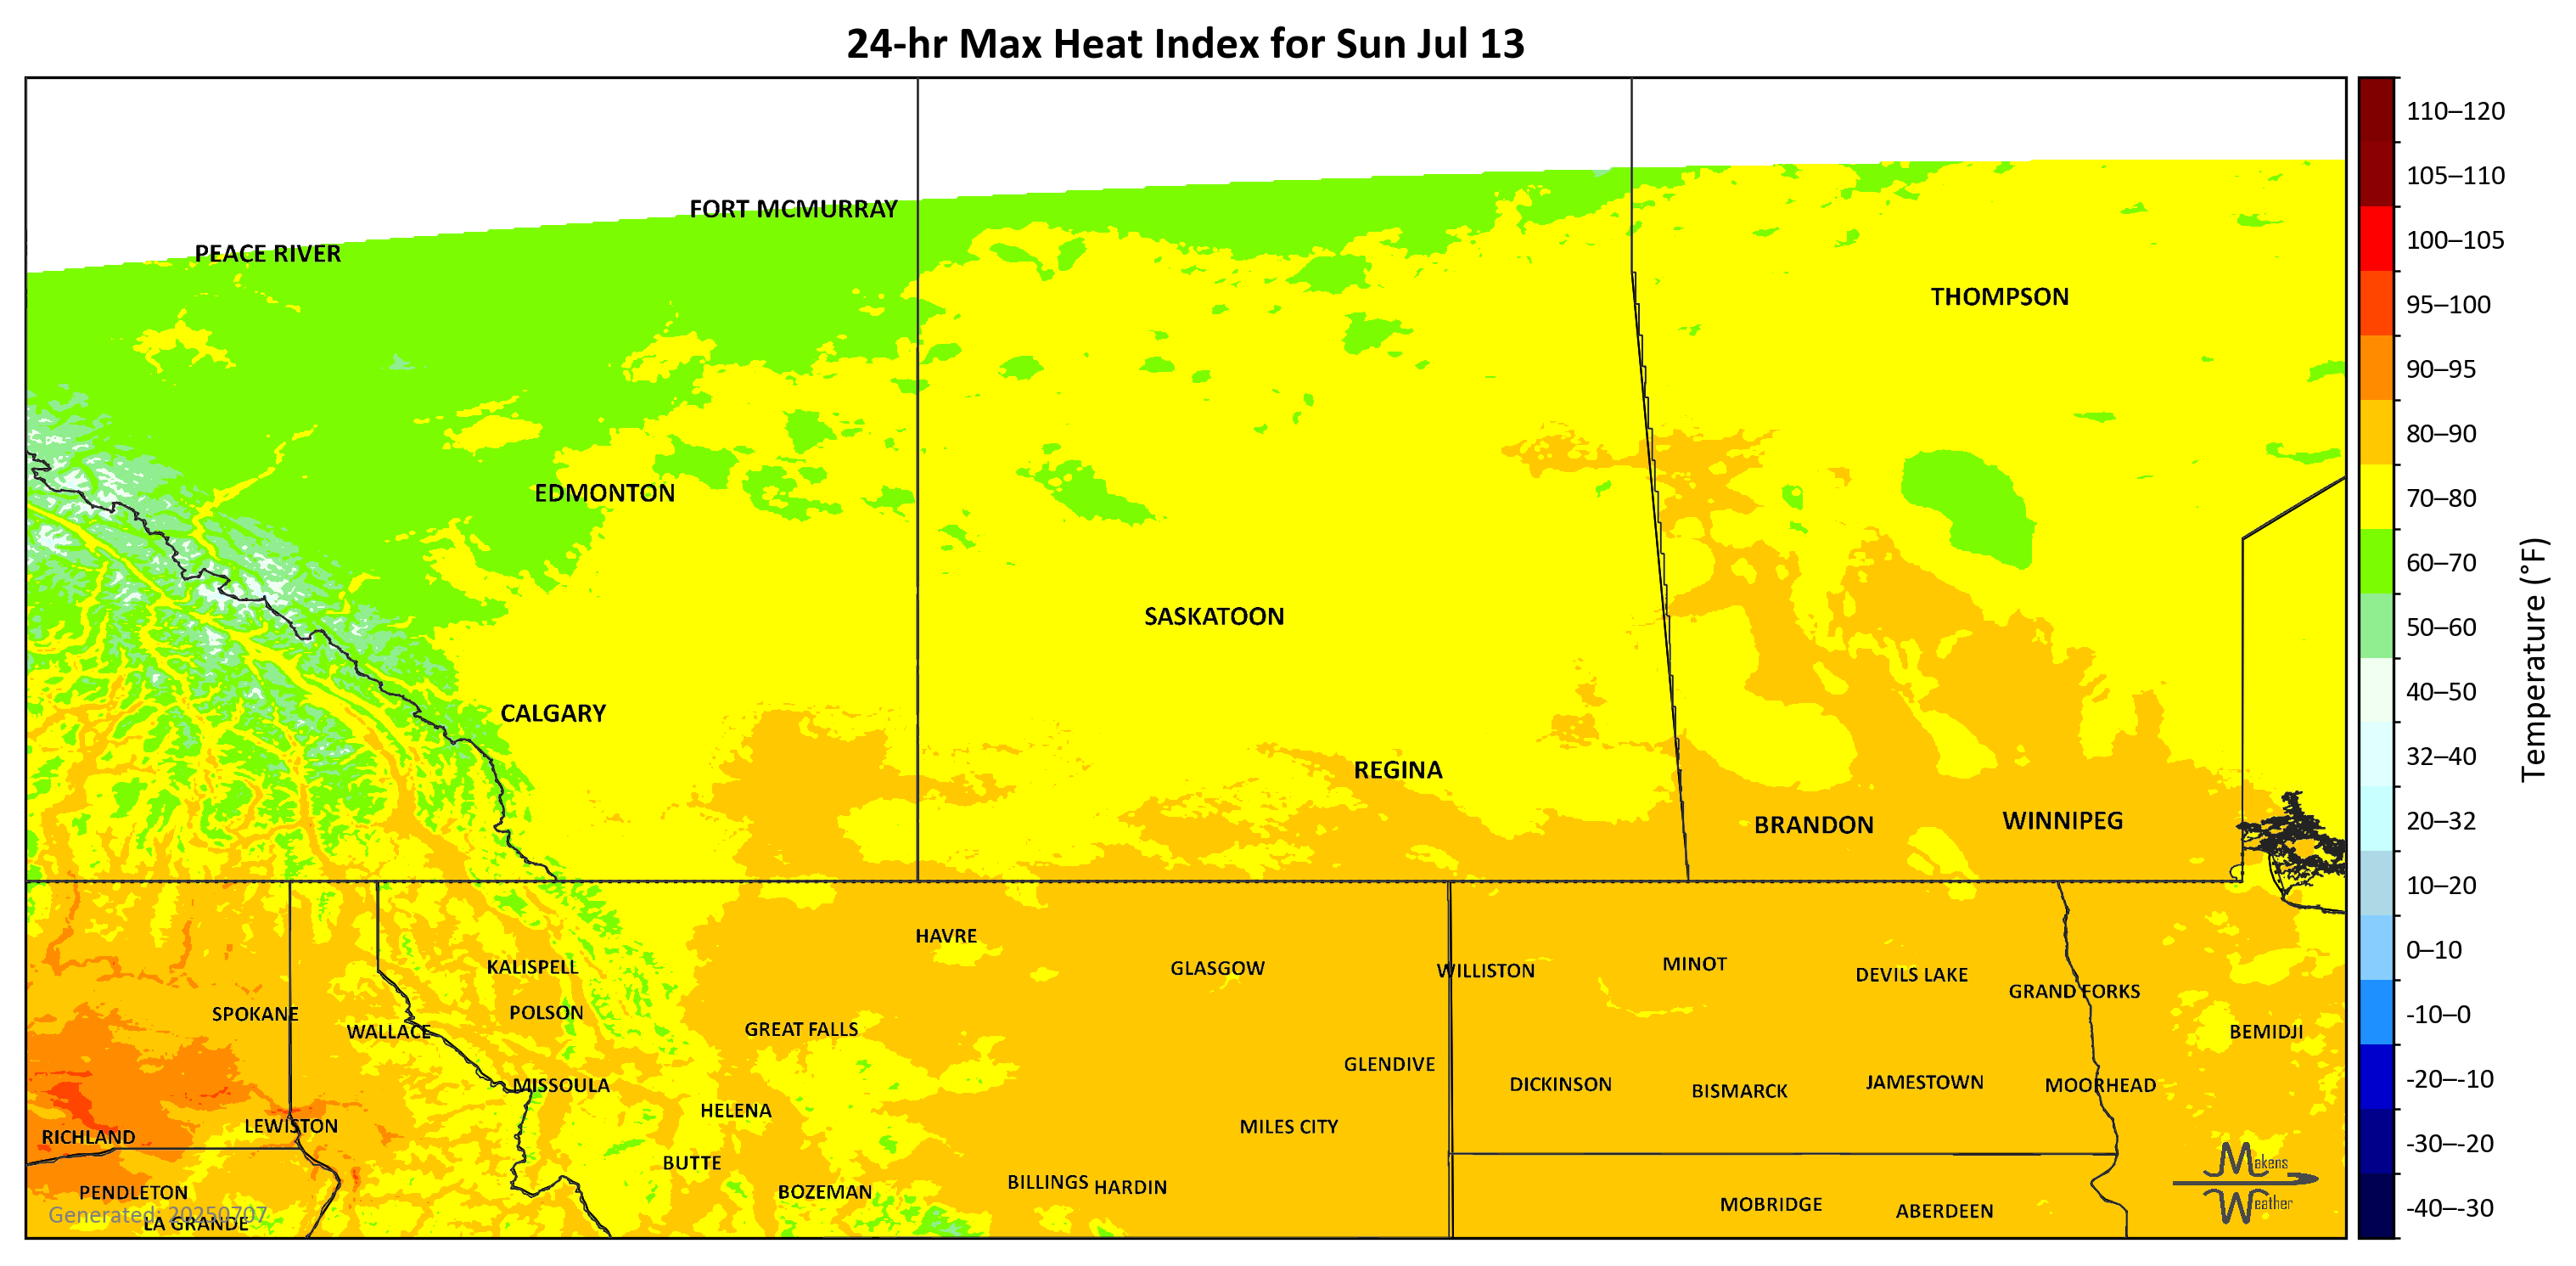 24-hr Max Heat Index for Sun Jul 13
FORT MCMURRAY
PEACE RIVER
THOMPSON
EDMONTON
SASKATOON
CALGARY
REGINA
BRANDON
WINNIPEG
HAVRE
KALISPELL
GLASGOW
WILLISTON
MINOT
DEVILS LAKE
GRAND FORKS
SPOKANE
POLSON
WALLACE
GREAT FALLS
BEMIDJI
GLENDIVE
MISSOULA
DICKINSON
BISMARCK
JAMESTOWN
MOORHEAD
HELENA
LEWISTON
MILES CITY
RICHLAND
BUTTE
PENDLETON
BOZEMAN
BILLINGS
HARDIN
MOBRIDGE
ABERDEEN
Generated: 20250707
LA GRANDE
Makens
Weather
110–120
105–110
100–105
95–100
90–95
80–90
70–80
60–70
50–60
40–50
32–40
20–32
10–20
0–10
-10–0
-20–-10
-30–-20
-40–-30
Temperature (°F)